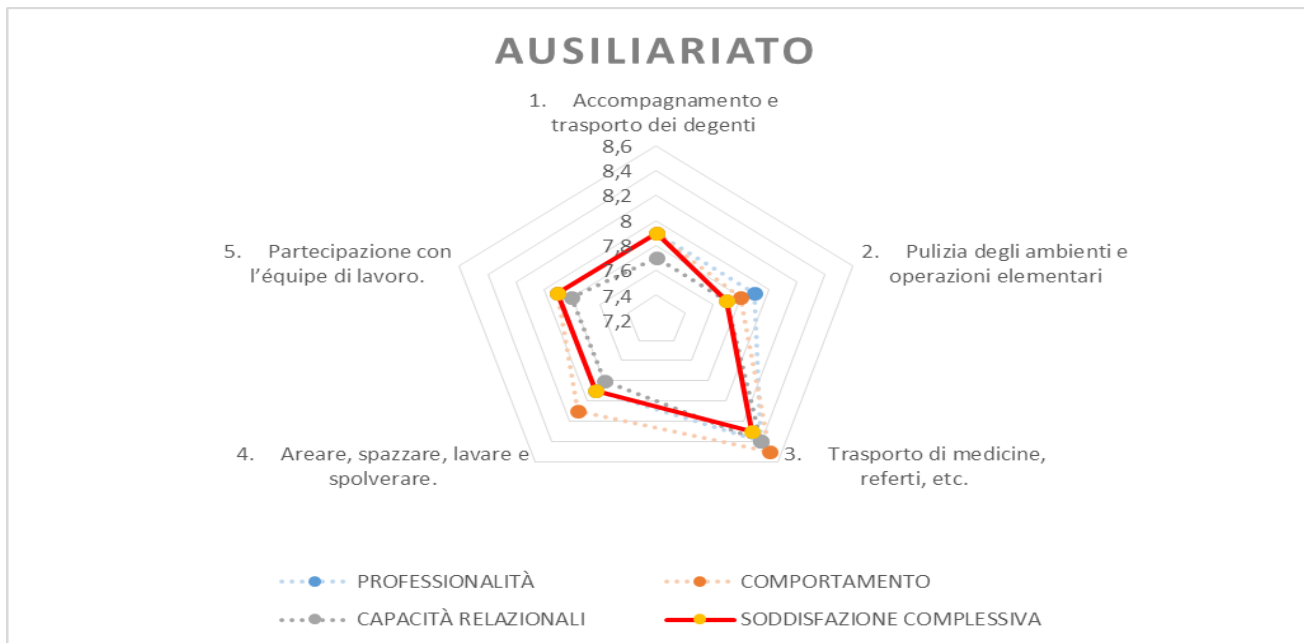 AUSILIARIATO
1. Accompagnamento e
trasporto dei degenti
8,6
8,4
8,2
8
7,8
7,6
7,4
7,2
5. Partecipazione con
l’équipe di lavoro.
2. Pulizia degli ambienti e
operazioni elementari
4. Areare, spazzare, lavare e
spolverare.
3. Trasporto di medicine,
referti, etc.
PROFESSIONALITÀ
COMPORTAMENTO
CAPACITÀ RELAZIONALI
SODDISFAZIONE COMPLESSIVA